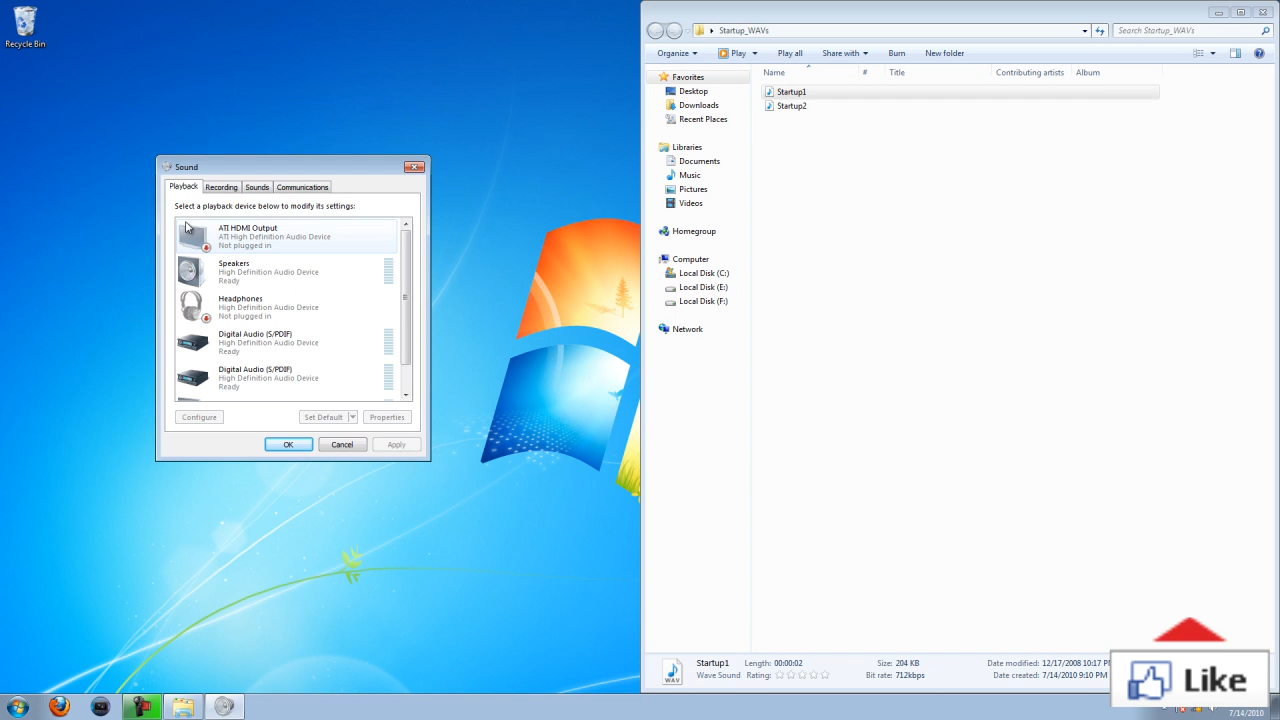 Recycle Bin
Sound
Playback
Recording
Sounds
Communications
Select a playback device below to modify its settings:
ATI HDMI Output
ATI High Definition Audio Device
Not plugged in
Speakers
High Definition Audio Device
Ready
Headphones
High Definition Audio Device
Not plugged in
Digital Audio (S/PDIF)
High Definition Audio Device
Ready
Digital Audio (S/PDIF)
High Definition Audio Device
Ready
Configure
Set Default
Properties
OK
Cancel
Apply
Startup_WAVs
Search Startup_WAVs
Organize
Play
Play all
Share with
Burn
New folder
Name
#
Title
Contributing artists
Album
Favorites
Desktop
Downloads
Recent Places
Libraries
Documents
Music
Pictures
Videos
Homegroup
Computer
Local Disk (C:)
Local Disk (E:)
Local Disk (F:)
Network
Startup1
Startup2
WAV
Startup1
Length: 00:00:02
Size: 204 KB
Date modified: 12/17/2008 10:17 PM
Wave Sound
Rating:
Bit rate: 712kbps
Date created: 7/14/2010 9:10 PM
Like
7/14/2010